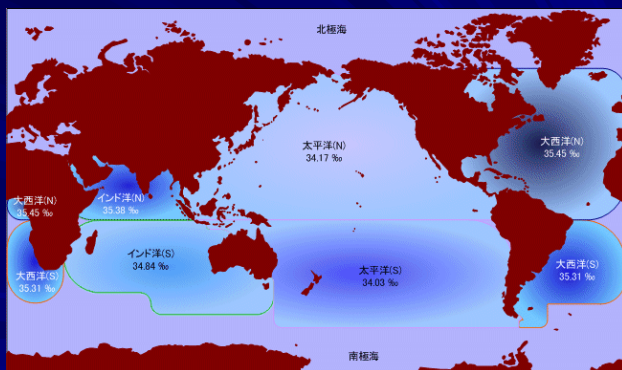 北極海
太平洋(N)
34.17 ‰
大西洋(N)
35.45 ‰
大西洋(N)
35.45 ‰
インド洋(N)
35.38 ‰
インド洋(S)
34.84 ‰
太平洋(S)
34.03 ‰
大西洋(S)
35.31 ‰
大西洋(S)
35.31 ‰
南極海